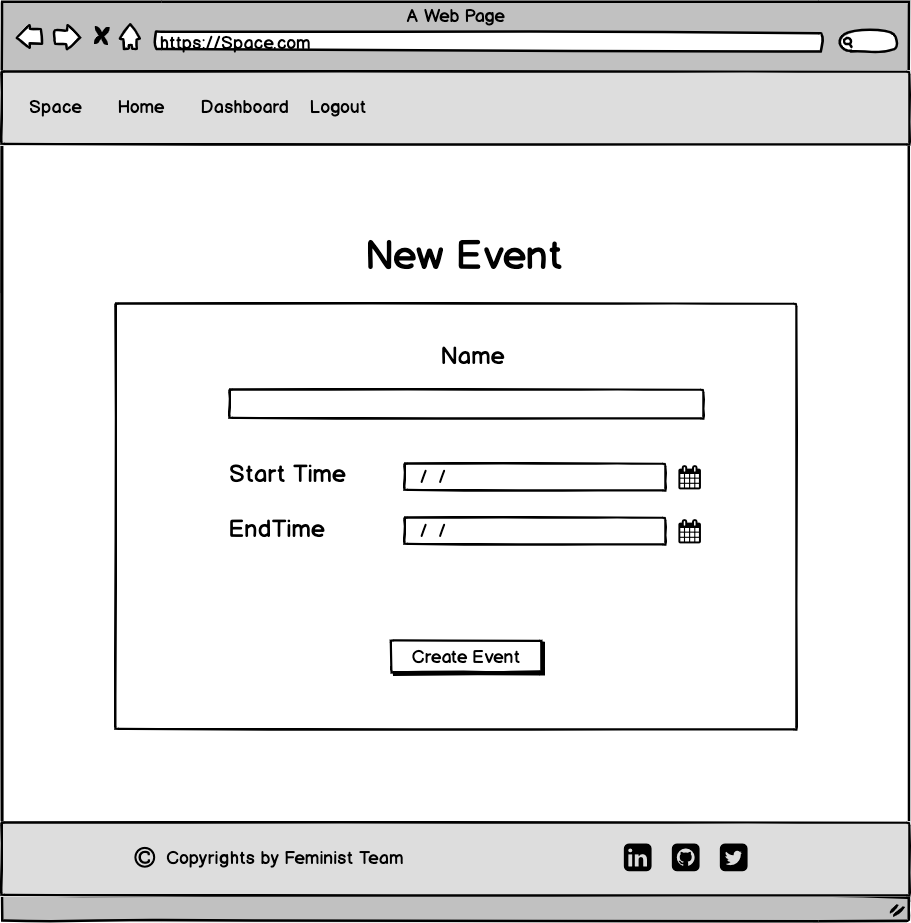 A Web Page
https://Space.com
Space Home Dashboard Logout
New Event
Name
Start Time / /
EndTime / /
Create Event
© Copyrights by Feminist Team in